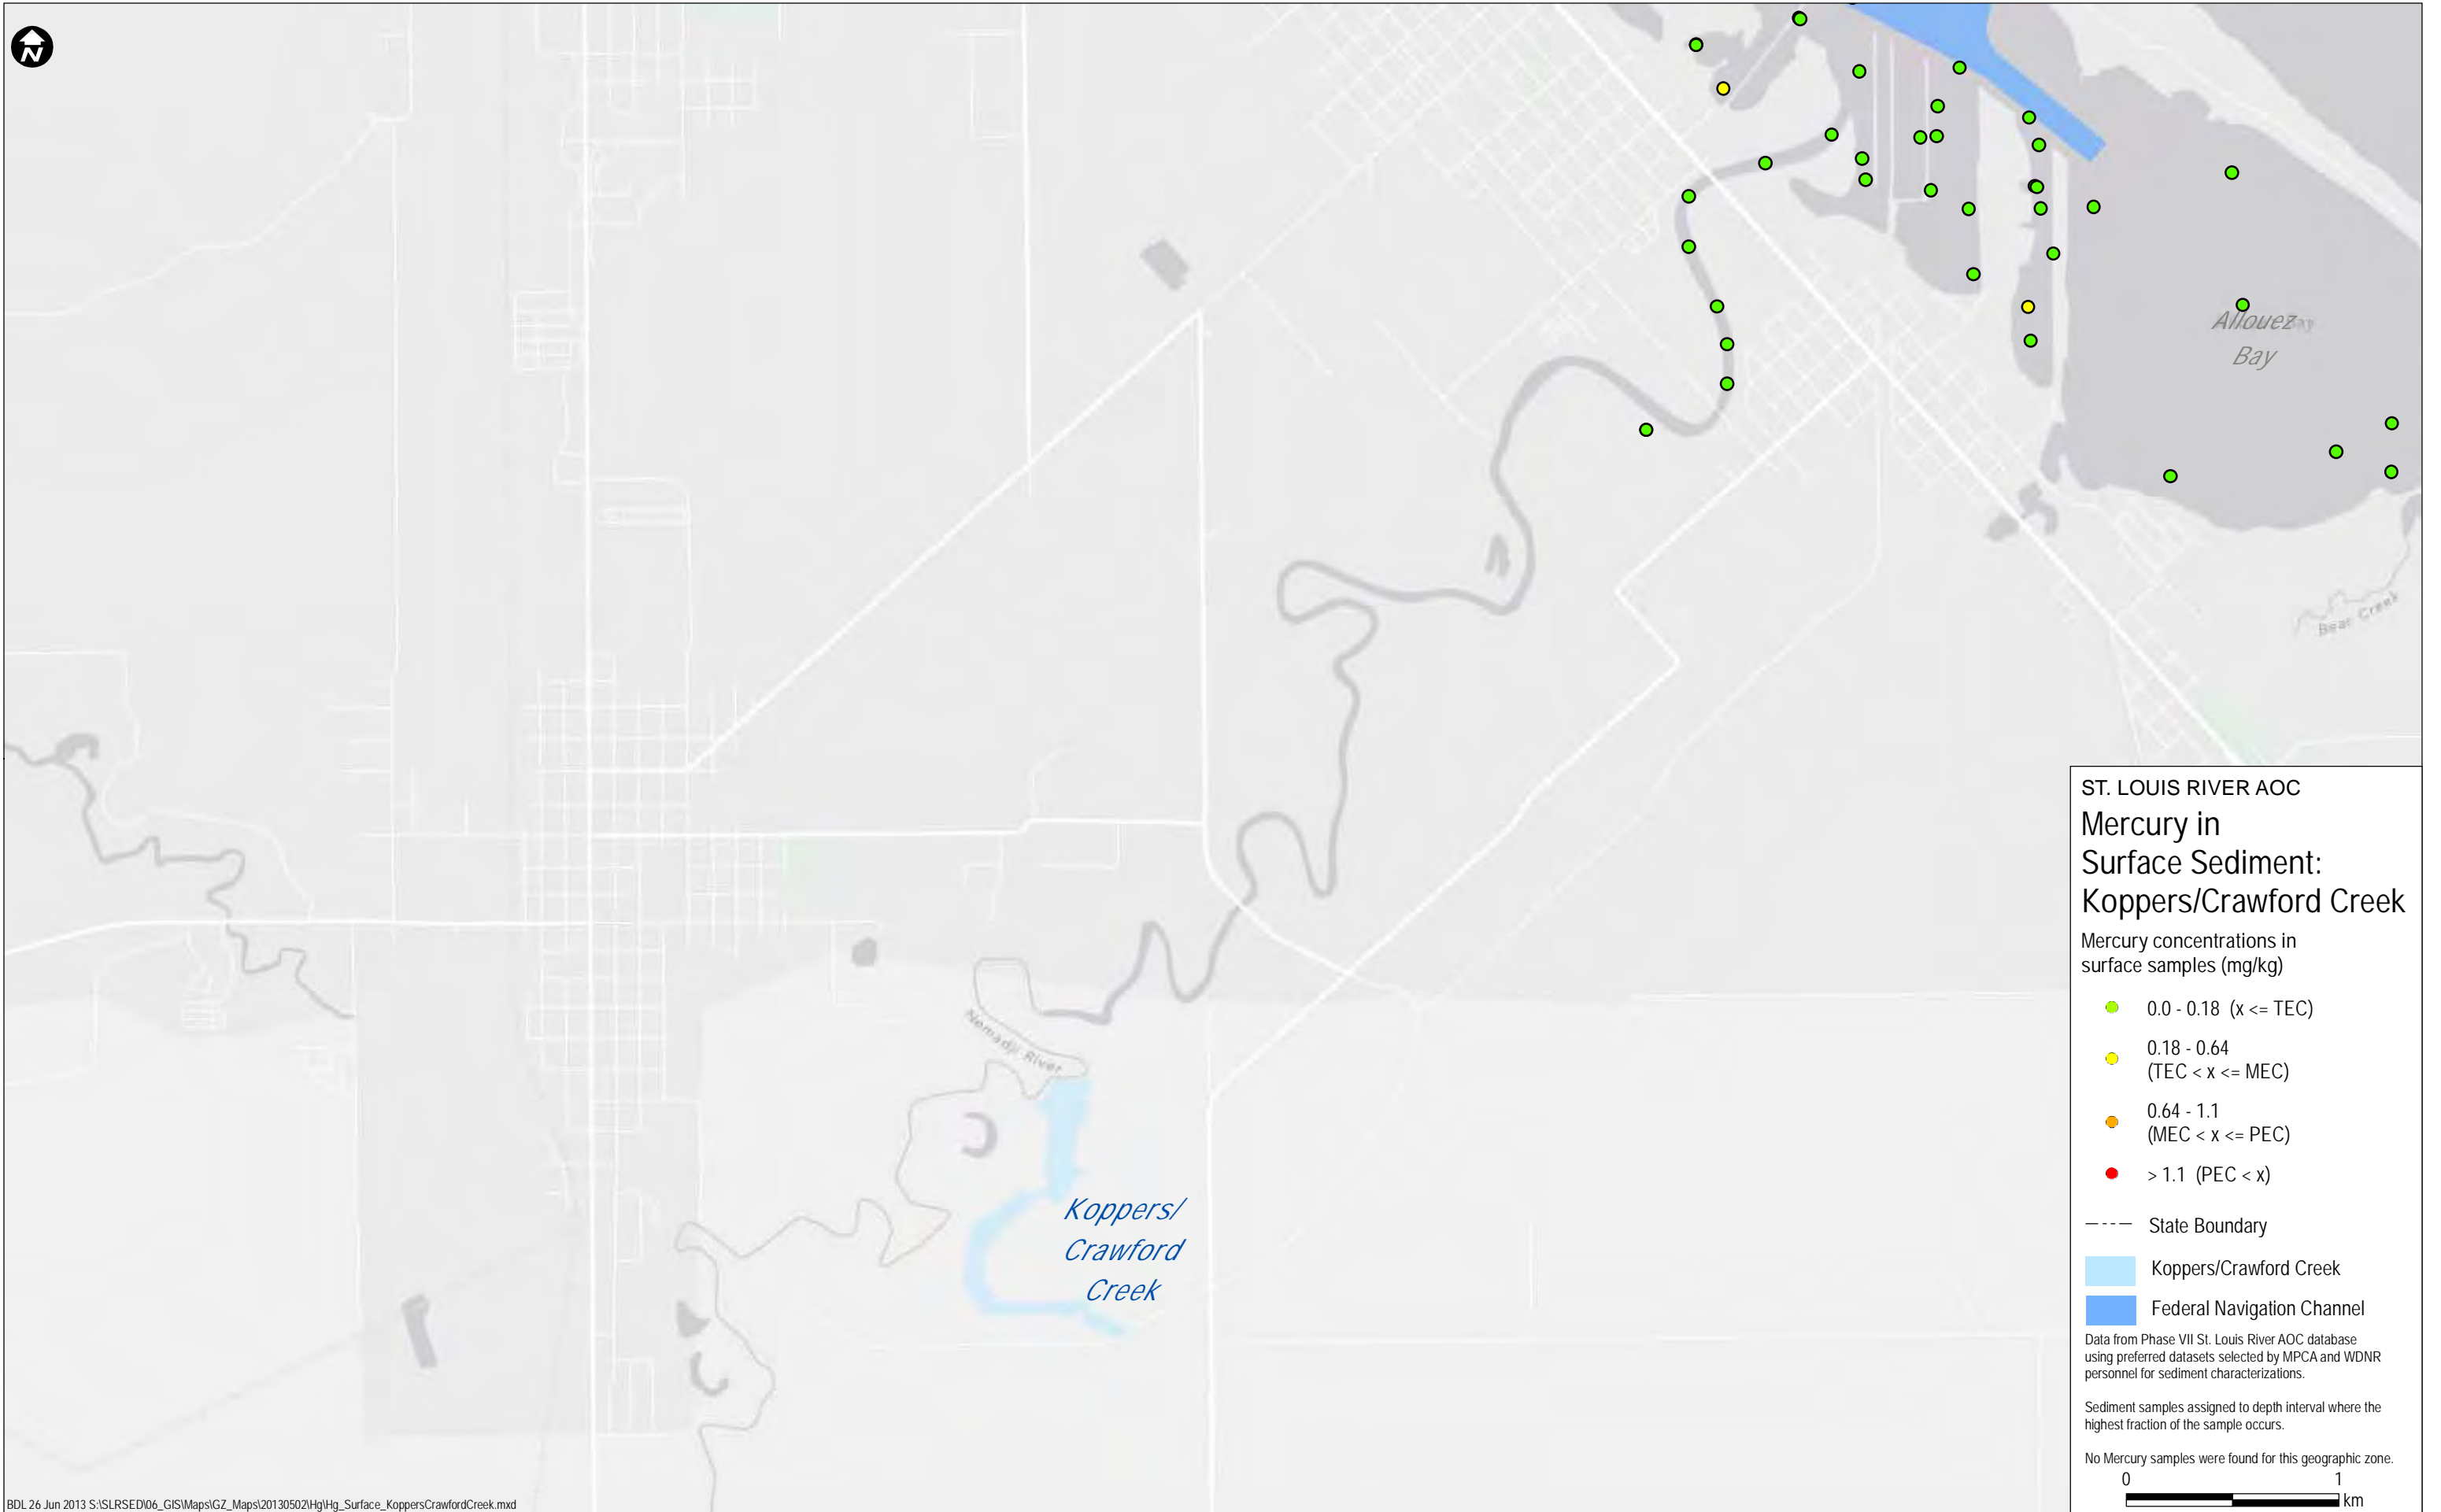 N
Allouez
Bay
Bear Creek
Nemadji River
Koppers/
Crawford
Creek
ST. LOUIS RIVER AOC
Mercury in
Surface Sediment:
Koppers/Crawford Creek
Mercury concentrations in
surface samples (mg/kg)
0.0 - 0.18 (x <= TEC)
0.18 - 0.64
(TEC < x <= MEC)
0.64 - 1.1
(MEC < x <= PEC)
> 1.1 (PEC < x)
State Boundary
Koppers/Crawford Creek
Federal Navigation Channel
Data from Phase VII St. Louis River AOC database
using preferred datasets selected by MPCA and WDNR
personnel for sediment characterizations.
Sediment samples assigned to depth interval where the
highest fraction of the sample occurs.
No Mercury samples were found for this geographic zone.
0 1
km
BDL 26 Jun 2013 S:\SLRSED\06_GIS\Maps\GZ_Maps\20130502\Hg\Hg_Surface_KoppersCrawfordCreek.mxd